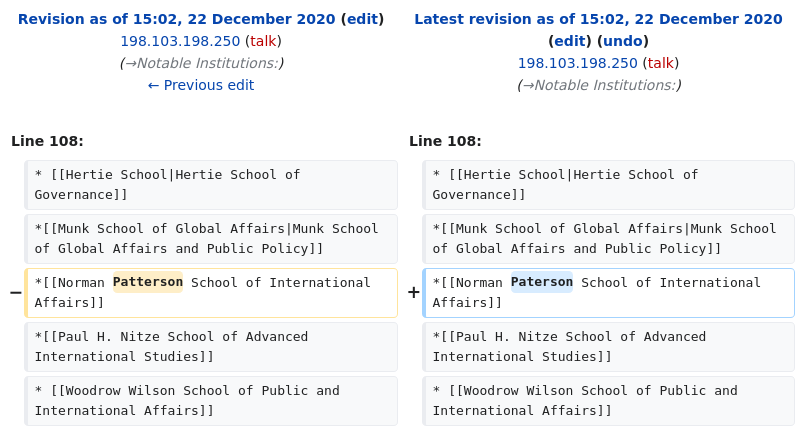 Revision as of 15:02, 22 December 2020 (edit)
198.103.198.250 (talk)
(→Notable Institutions:)
← Previous edit
Latest revision as of 15:02, 22 December 2020
(edit) (undo)
198.103.198.250 (talk)
(→Notable Institutions:)
Line 108:
Line 108:
* [[Hertie School|Hertie School of
Governance]]
* [[Hertie School|Hertie School of
Governance]]
*[[Munk School of Global Affairs|Munk School
of Global Affairs and Public Policy]]
*[[Munk School of Global Affairs|Munk School
of Global Affairs and Public Policy]]
− *[[Norman Patterson School of International
Affairs]]
+ *[[Norman Paterson School of International
Affairs]]
*[[Paul H. Nitze School of Advanced
International Studies]]
*[[Paul H. Nitze School of Advanced
International Studies]]
* [[Woodrow Wilson School of Public and
International Affairs]]
* [[Woodrow Wilson School of Public and
International Affairs]]